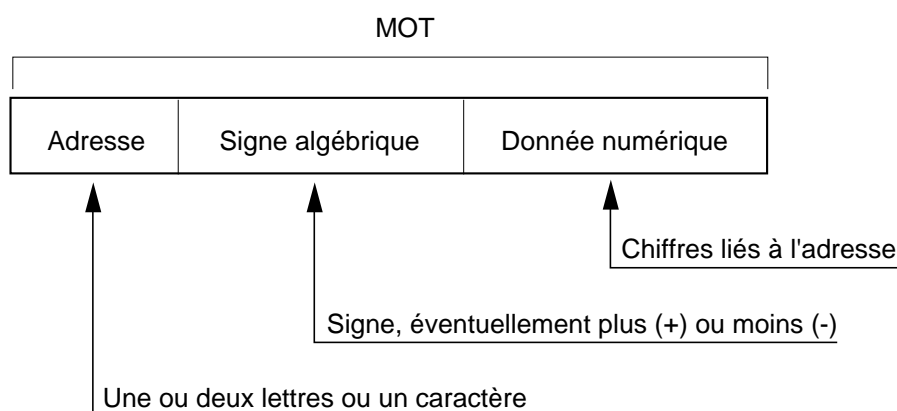 MOT
Adresse Signe algébrique Donnée numérique
Chiffres liés à l'adresse
Signe, éventuellement plus (+) ou moins (-)
Une ou deux lettres ou un caractère